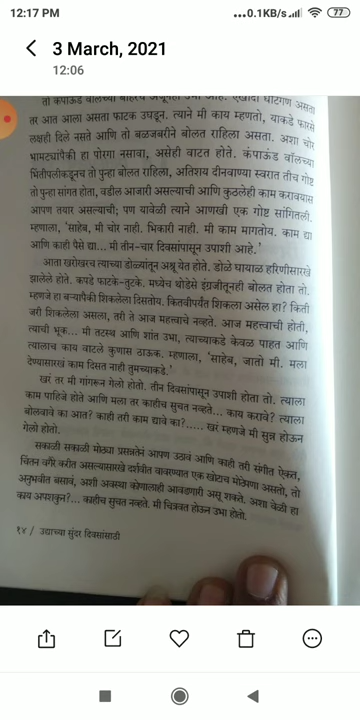 12:17 PM
...0.1KB/s
77
3 March, 2021
12:06
तो कंपाऊंड वॉलच्या बाहेरच
असता
तर आत आला असता फाटक उघडून. त्याने मी काय म्हणतो, याकडे फारसे
लक्षही दिले नसते आणि तो बळजबरीने बोलत राहिला असता. अशा चोर
भामट्यांपैकी हा पोरगा नसावा, असेही वाटत होते. कंपाऊंड वॉलच्या
भिंतीपलीकडूनच तो पुन्हा बोलत राहिला, अतिशय दीनवाण्या स्वरात तीच गोष्ट
तो पुन्हा सांगत होता, वडील आजारी असल्याची आणि कुठलेही काम करावयास
आपण तयार असल्याची; पण यावेळी त्याने आणखी एक गोष्ट सांगितली.
म्हणाला, 'साहेब, मी चोर नाही. भिकारी नाही. मी काम मागतोय. काम द्या
आणि काही पैसे द्या... मी तीन-चार दिवसांपासून उपाशी आहे.'
आता खरोखरच त्याच्या डोळ्यांतून अश्रू येत होते. डोळे घायाळ हरिणीसारखे
झालेले होते. कपडे फाटके-तुटके. मध्येच थोडेसे इंग्रजीतूनही बोलत होता तो.
म्हणजे हा बऱ्यापैकी शिकलेला दिसतोय. कितवीपर्यंत शिकला असेल हा? किती
जरी शिकलेला असला, तरी ते आज महत्त्वाचे नव्हते. आज महत्त्वाची होती,
त्याची भूक... मी तटस्थ आणि शांत उभा, त्याच्याकडे केवळ पाहत आणि
त्यालाच काय वाटले कुणास ठाऊक. म्हणाला, 'साहेब, जातो मी. मला
देण्यासारखं काम दिसत नाही तुमच्याकडे.'
खरं तर मी गांगरून गेलो होतो. तीन दिवसांपासून उपाशी होता तो. त्याला
काम पाहिजे होते आणि मला तर काहीच सुचत नव्हते... काय करावे? त्याला
बोलवावे का आत? काही तरी काम द्यावे का?..... खरं म्हणजे मी सुन्न होऊन
गेलो होतो.
सकाळी सकाळी मोठ्या प्रसन्नतेनं आपण उठावं आणि काही तरी संगीत ऐकत,
चिंतन वगैरे करीत असल्यासारखे दर्शवीत वावरण्यात एक खोटाच मोठेपणा असतो, तो
अनुभवीत बसावं, अशी अवस्था कोणालाही आवडणारी असू शकते. अशा वेळी हा
काय अपशकुन?... काहीच सुचत नव्हते. मी चित्रवत होऊन उभा होतो.
१४ / उद्याच्या सुंदर दिवसांसाठी